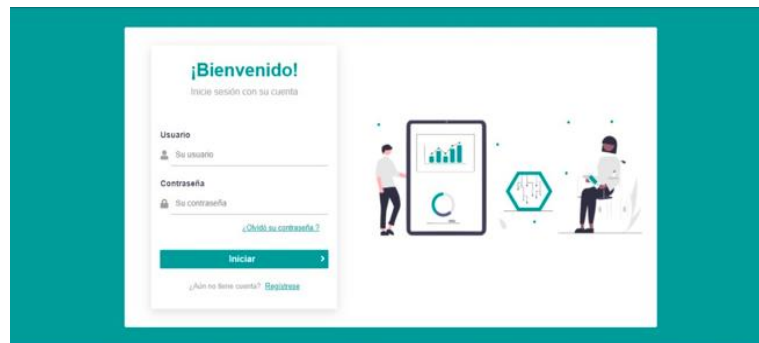 ¡Bienvenido!
Inicie sesión con su cuenta
Usuario
Su usuario
Contraseña
Su contraseña
¿Olvidó su contraseña ?
Iniciar
¿Aún no tiene cuenta? Regístrese